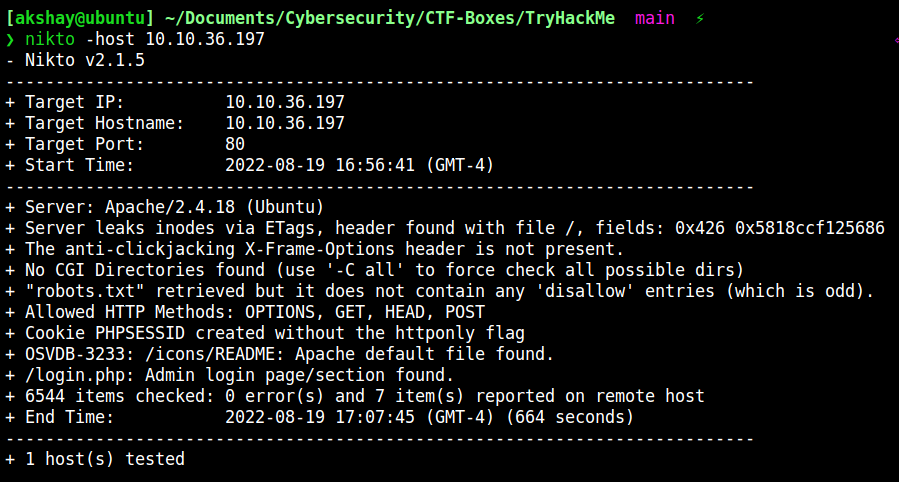 [akshay@ubuntu] ~/Documents/Cybersecurity/CTF-Boxes/TryHackMe main ⚡
❯ nikto -host 10.10.36.197
- Nikto v2.1.5
---------------------------------------------------------------------------
+ Target IP:          10.10.36.197
+ Target Hostname:    10.10.36.197
+ Target Port:        80
+ Start Time:         2022-08-19 16:56:41 (GMT-4)
---------------------------------------------------------------------------
+ Server: Apache/2.4.18 (Ubuntu)
+ Server leaks inodes via ETags, header found with file /, fields: 0x426 0x5818ccf125686
+ The anti-clickjacking X-Frame-Options header is not present.
+ No CGI Directories found (use '-C all' to force check all possible dirs)
+ "robots.txt" retrieved but it does not contain any 'disallow' entries (which is odd).
+ Allowed HTTP Methods: OPTIONS, GET, HEAD, POST
+ Cookie PHPSESSID created without the httponly flag
+ OSVDB-3233: /icons/README: Apache default file found.
+ /login.php: Admin login page/section found.
+ 6544 items checked: 0 error(s) and 7 item(s) reported on remote host
+ End Time:           2022-08-19 17:07:45 (GMT-4) (664 seconds)
---------------------------------------------------------------------------
+ 1 host(s) tested